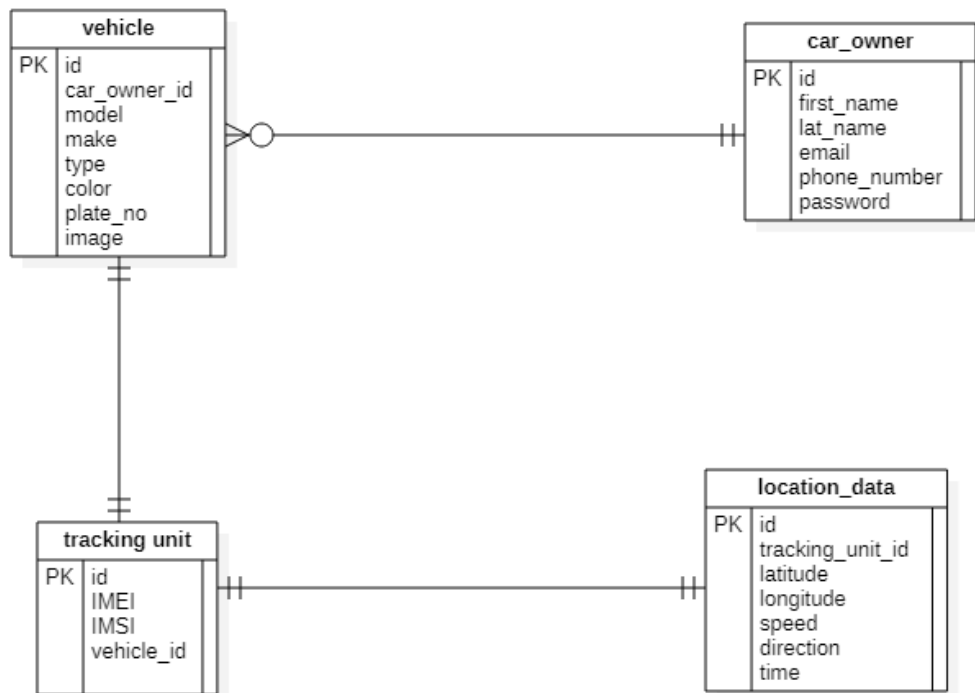 vehicle
PK id
car_owner_id
model
make
type
color
plate_no
image
car_owner
PK id
first_name
lat_name
email
phone_number
password
tracking unit
PK id
IMEI
IMSI
vehicle_id
location_data
PK id
tracking_unit_id
latitude
longitude
speed
direction
time